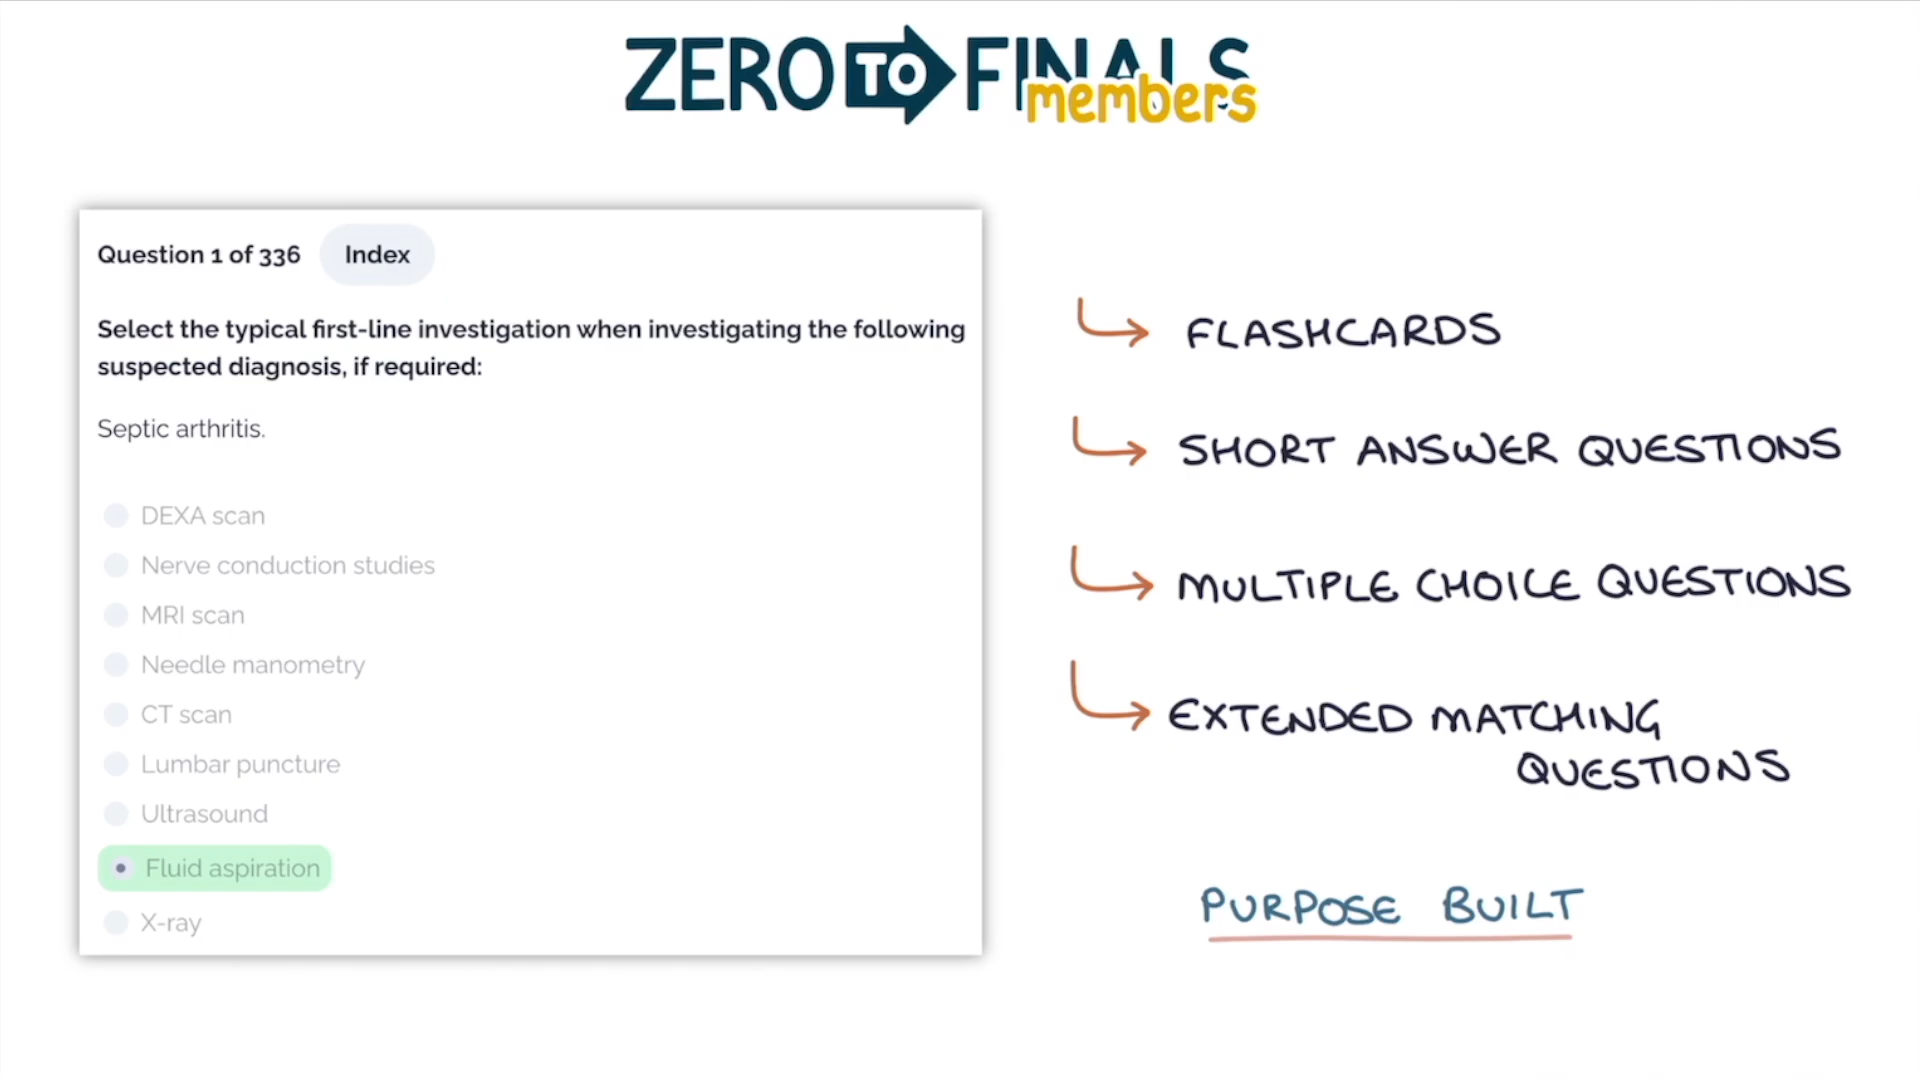 ZERO TO FINALS
members
Question 1 of 336
Index
Select the typical first-line investigation when investigating the following
suspected diagnosis, if required:
Septic arthritis.
DEXA scan
Nerve conduction studies
MRI scan
Needle manometry
CT scan
Lumbar puncture
Ultrasound
Fluid aspiration
X-ray
FLASHCARDS
SHORT ANSWER QUESTIONS
MULTIPLE CHOICE QUESTIONS
EXTENDED MATCHING
QUESTIONS
PURPOSE BUILT